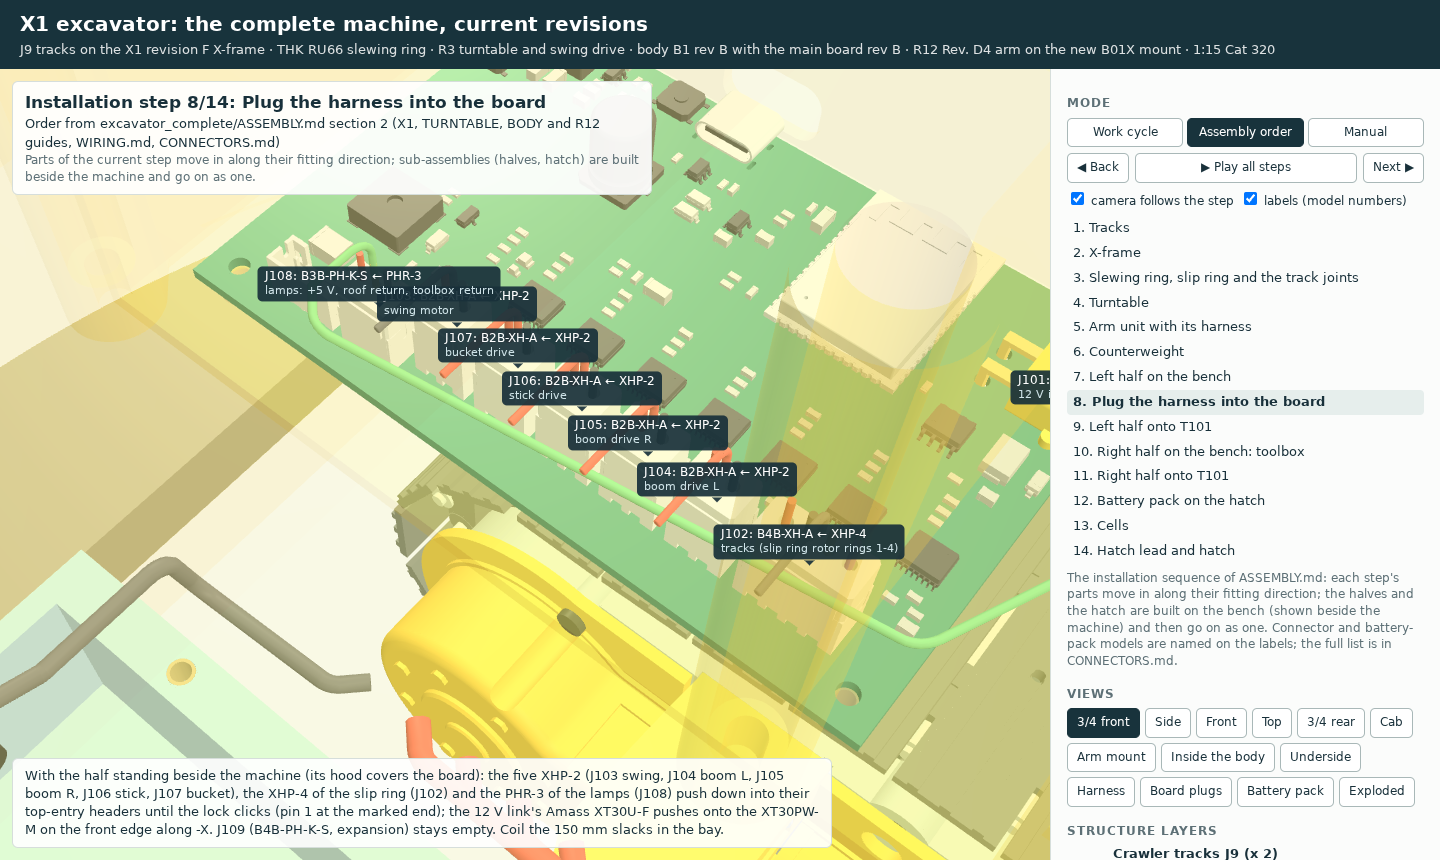 X1 excavator: the complete machine, current revisions
J9 tracks on the X1 revision F X-frame · THK RU66 slewing ring · R3 turntable and swing drive · body B1 rev B with the main board rev B · R12 Rev. D4 arm on the new B01X mount · 1:15 Cat 320
Installation step 8/14: Plug the harness into the board
Order from excavator_complete/ASSEMBLY.md section 2 (X1, TURNTABLE, BODY and R12
guides, WIRING.md, CONNECTORS.md)
Parts of the current step move in along their fitting direction; sub-assemblies (halves, hatch) are built
beside the machine and go on as one.
J108: B3B-PH-K-S ← PHR-3
lamps: +5 V, roof return, toolbox return
XHP-2
swing motor
J107: B2B-XH-A ← XHP-2
bucket drive
J106: B2B-XH-A ← XHP-2
stick drive
J105: B2B-XH-A ← XHP-2
boom drive R
J104: B2B-XH-A ← XHP-2
boom drive L
J102: B4B-XH-A ← XHP-4
tracks (slip ring rotor rings 1-4)
J101:
12 V
With the half standing beside the machine (its hood covers the board): the five XHP-2 (J103 swing, J104 boom L, J105
boom R, J106 stick, J107 bucket), the XHP-4 of the slip ring (J102) and the PHR-3 of the lamps (J108) push down into their
top-entry headers until the lock clicks (pin 1 at the marked end); the 12 V link's Amass XT30U-F pushes onto the XT30PW-
M on the front edge along -X. J109 (B4B-PH-K-S, expansion) stays empty. Coil the 150 mm slacks in the bay.
MODE
Work cycle
Assembly order
Manual
◀ Back
▶ Play all steps
Next ▶
camera follows the step
labels (model numbers)
1. Tracks
2. X-frame
3. Slewing ring, slip ring and the track joints
4. Turntable
5. Arm unit with its harness
6. Counterweight
7. Left half on the bench
8. Plug the harness into the board
9. Left half onto T101
10. Right half on the bench: toolbox
11. Right half onto T101
12. Battery pack on the hatch
13. Cells
14. Hatch lead and hatch
The installation sequence of ASSEMBLY.md: each step's
parts move in along their fitting direction; the halves and
the hatch are built on the bench (shown beside the
machine) and then go on as one. Connector and battery-
pack models are named on the labels; the full list is in
CONNECTORS.md.
VIEWS
3/4 front
Side
Front
Top
3/4 rear
Cab
Arm mount
Inside the body
Underside
Harness
Board plugs
Battery pack
Exploded
STRUCTURE LAYERS
Crawler tracks J9 (x 2)